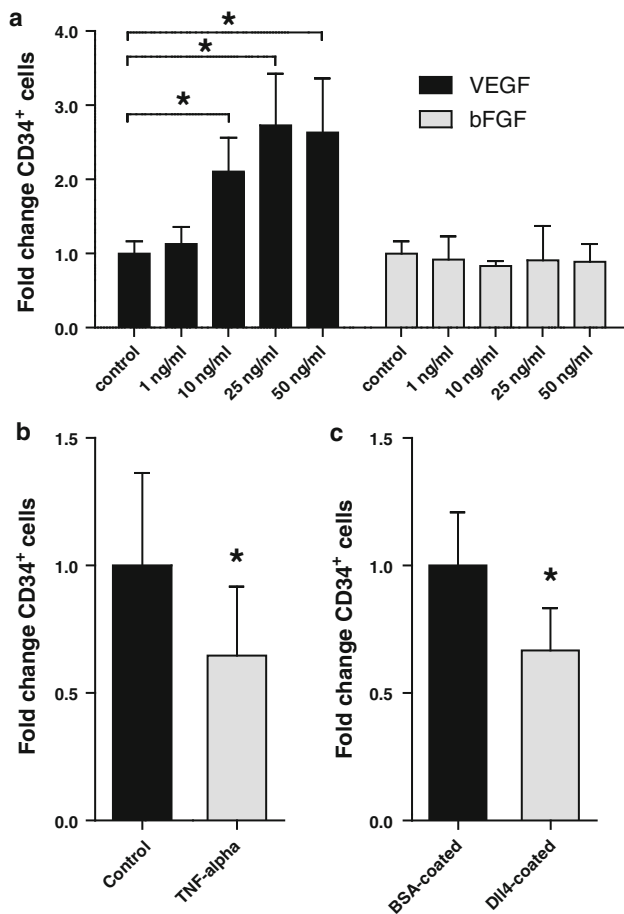 a
Fold change CD34+ cells
4.0
3.0
2.0
1.0
0.0
*
*
*
VEGF
bFGF
control
1 ng/ml
10 ng/ml
25 ng/ml
50 ng/ml
control
1 ng/ml
10 ng/ml
25 ng/ml
50 ng/ml
b
Fold change CD34+ cells
1.5
1.0
0.5
0.0
*
Control
TNF-alpha
c
Fold change CD34+ cells
1.5
1.0
0.5
0.0
*
BSA-coated
Dll4-coated